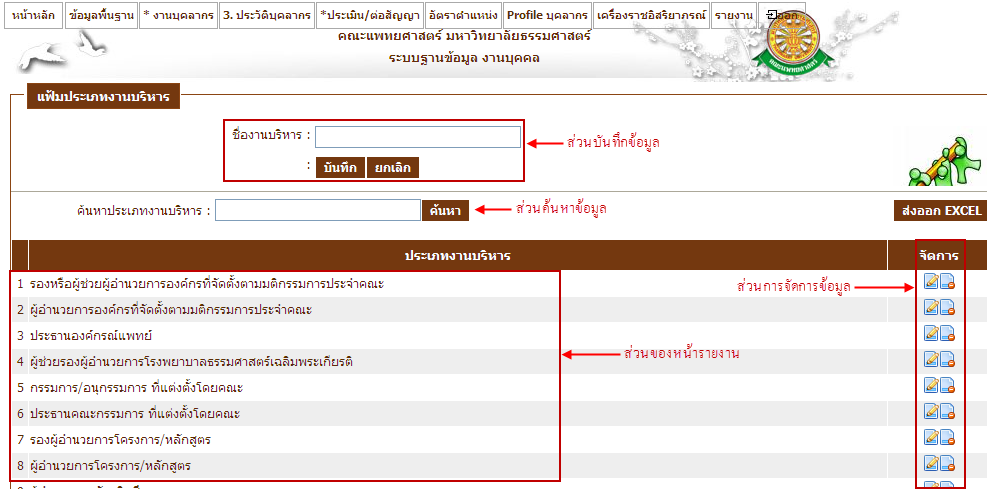 หน้าหลัก ข้อมูลพื้นฐาน * งานบุคลากร 3. ประวัติบุคลากร *ประเมิน/ต่อสัญญา อัตราตำแหน่ง Profile บุคลากร เครื่องราชอิสริยาภรณ์ รายงาน ออก
คณะแพทยศาสตร์ มหาวิทยาลัยธรรมศาสตร์
ระบบฐานข้อมูล งานบุคคล
คณะแพทยศาสตร์
แฟ้มประเภทงานบริหาร
ชื่องานบริหาร : ส่วนบันทึกข้อมูล
: บันทึก ยกเลิก
ค้นหาประเภทงานบริหาร : ค้นหา ส่วนค้นหาข้อมูล ส่งออก EXCEL
ประเภทงานบริหาร จัดการ
1 รองหรือผู้ช่วยผู้อำนวยการองค์กรที่จัดตั้งตามมติกรรมการประจำคณะ ส่วนการจัดการข้อมูล
2 ผู้อำนวยการองค์กรที่จัดตั้งตามมติกรรมการประจำคณะ
3 ประธานองค์กรณ์แพทย์
ส่วนของหน้ารายงาน
4 ผู้ช่วยรองผู้อำนวยการโรงพยาบาลธรรมศาสตร์เฉลิมพระเกียรติ
5 กรรมการ/อนุกรรมการ ที่แต่งตั้งโดยคณะ
6 ประธานคณะกรรมการ ที่แต่งตั้งโดยคณะ
7 รองผู้อำนวยการโครงการ/หลักสูตร
8 ผู้อำนวยการโครงการ/หลักสูตร